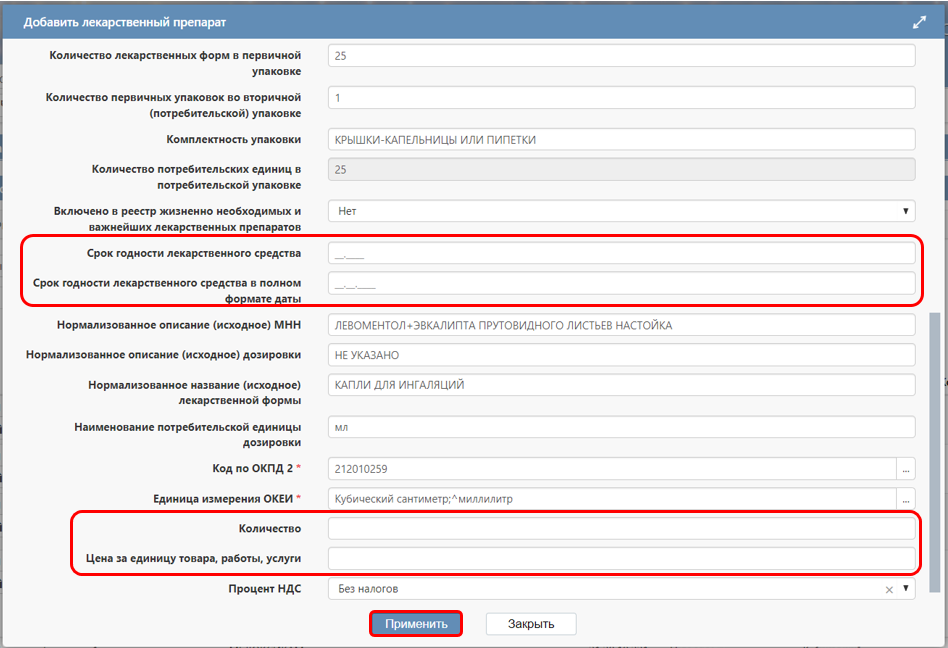 Добавить лекарственный препарат
Количество лекарственных форм в первичной
упаковке
25
Количество первичных упаковок во вторичной
(потребительской) упаковке
1
Комплектность упаковки
КРЫШКИ-КАПЕЛЬНИЦЫ ИЛИ ПИПЕТКИ
Количество потребительских единиц в
потребительской упаковке
25
Включено в реестр жизненно необходимых и
важнейших лекарственных препаратов
Нет
Срок годности лекарственного средства
__.____
Срок годности лекарственного средства в полном
формате даты
__.__.____
Нормализованное описание (исходное) МНН
ЛЕВОМЕНТОЛ+ЭВКАЛИПТА ПРУТОВИДНОГО ЛИСТЬЕВ НАСТОЙКА
Нормализованное описание (исходное) дозировки
НЕ УКАЗАНО
Нормализованное название (исходное)
лекарственной формы
КАПЛИ ДЛЯ ИНГАЛЯЦИЙ
Наименование потребительской единицы
дозировки
мл
Код по ОКПД 2 *
212010259
...
Единица измерения ОКЕИ *
Кубический сантиметр;^миллилитр
...
Количество
Цена за единицу товара, работы, услуги
Процент НДС
Без налогов
Применить
Закрыть